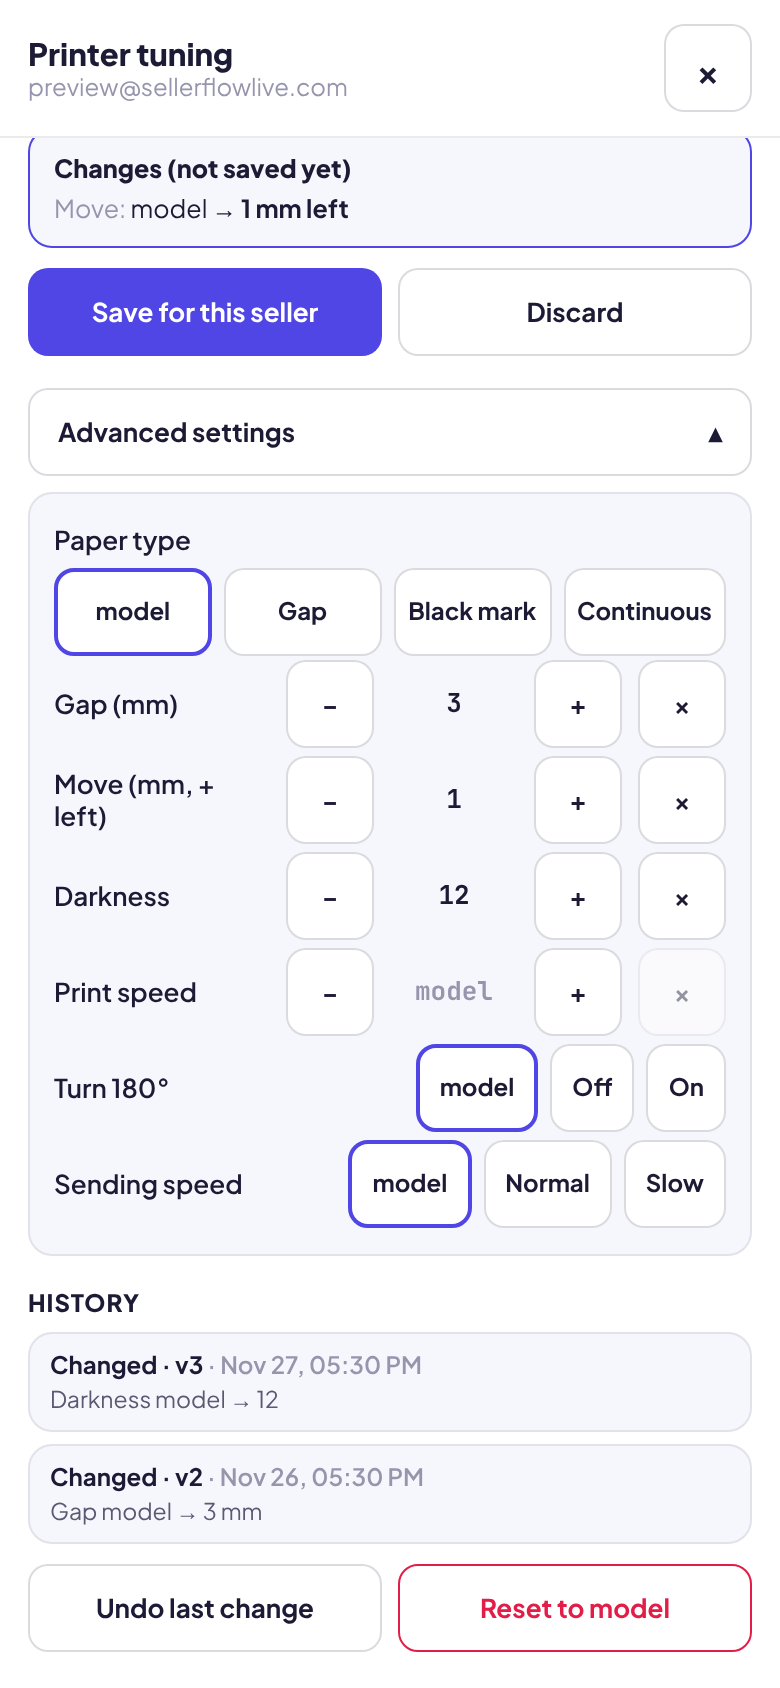 Printer tuning
preview@sellerflowlive.com
×
Changes (not saved yet)
Move: model → 1 mm left
Save for this seller
Discard
Advanced settings ▲
Paper type
model
Gap
Black mark
Continuous
Gap (mm) – 3 + ×
Move (mm, +
left) – 1 + ×
Darkness – 12 + ×
Print speed – model + ×
Turn 180° model Off On
Sending speed model Normal Slow
HISTORY
Changed · v3 · Nov 27, 05:30 PM
Darkness model → 12
Changed · v2 · Nov 26, 05:30 PM
Gap model → 3 mm
Undo last change
Reset to model